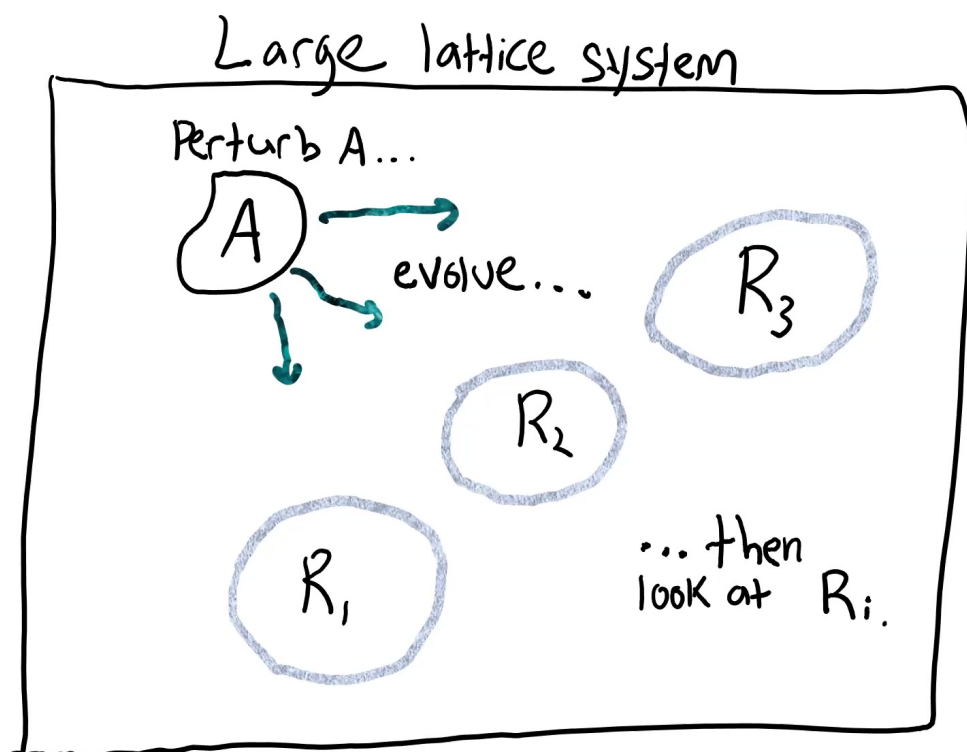 Large lattice system
Perturb A...
A
evolve...
R₃
R₂
R₁
...then
look at Rᵢ.